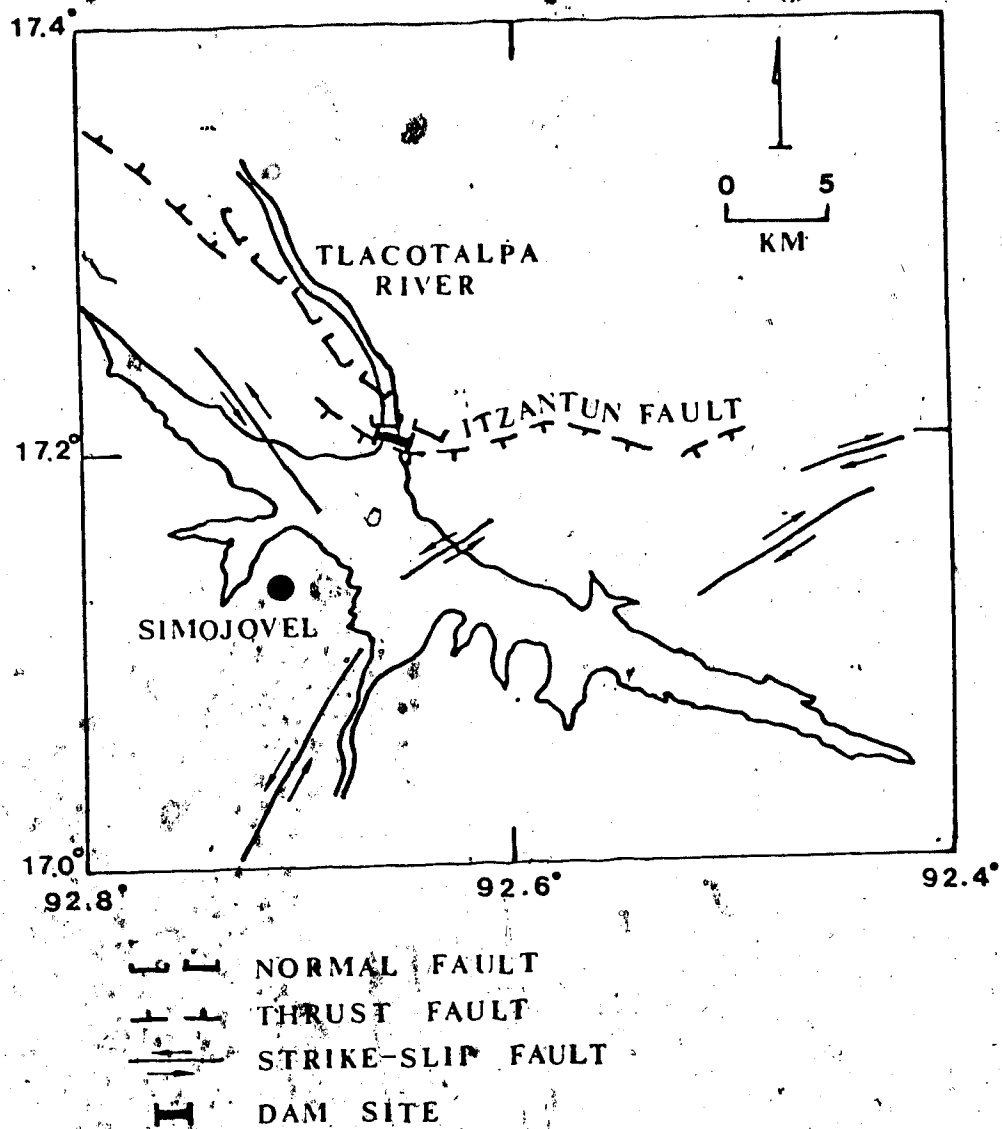 17.4°
0 5
KM
TLACOTALPA
RIVER
ITZANTUN FAULT
17.2°
SIMOJOVEL
17.0°
92.8°
92.6°
92.4°
NORMAL FAULT
THRUST FAULT
STRIKE-SLIP FAULT
DAM SITE